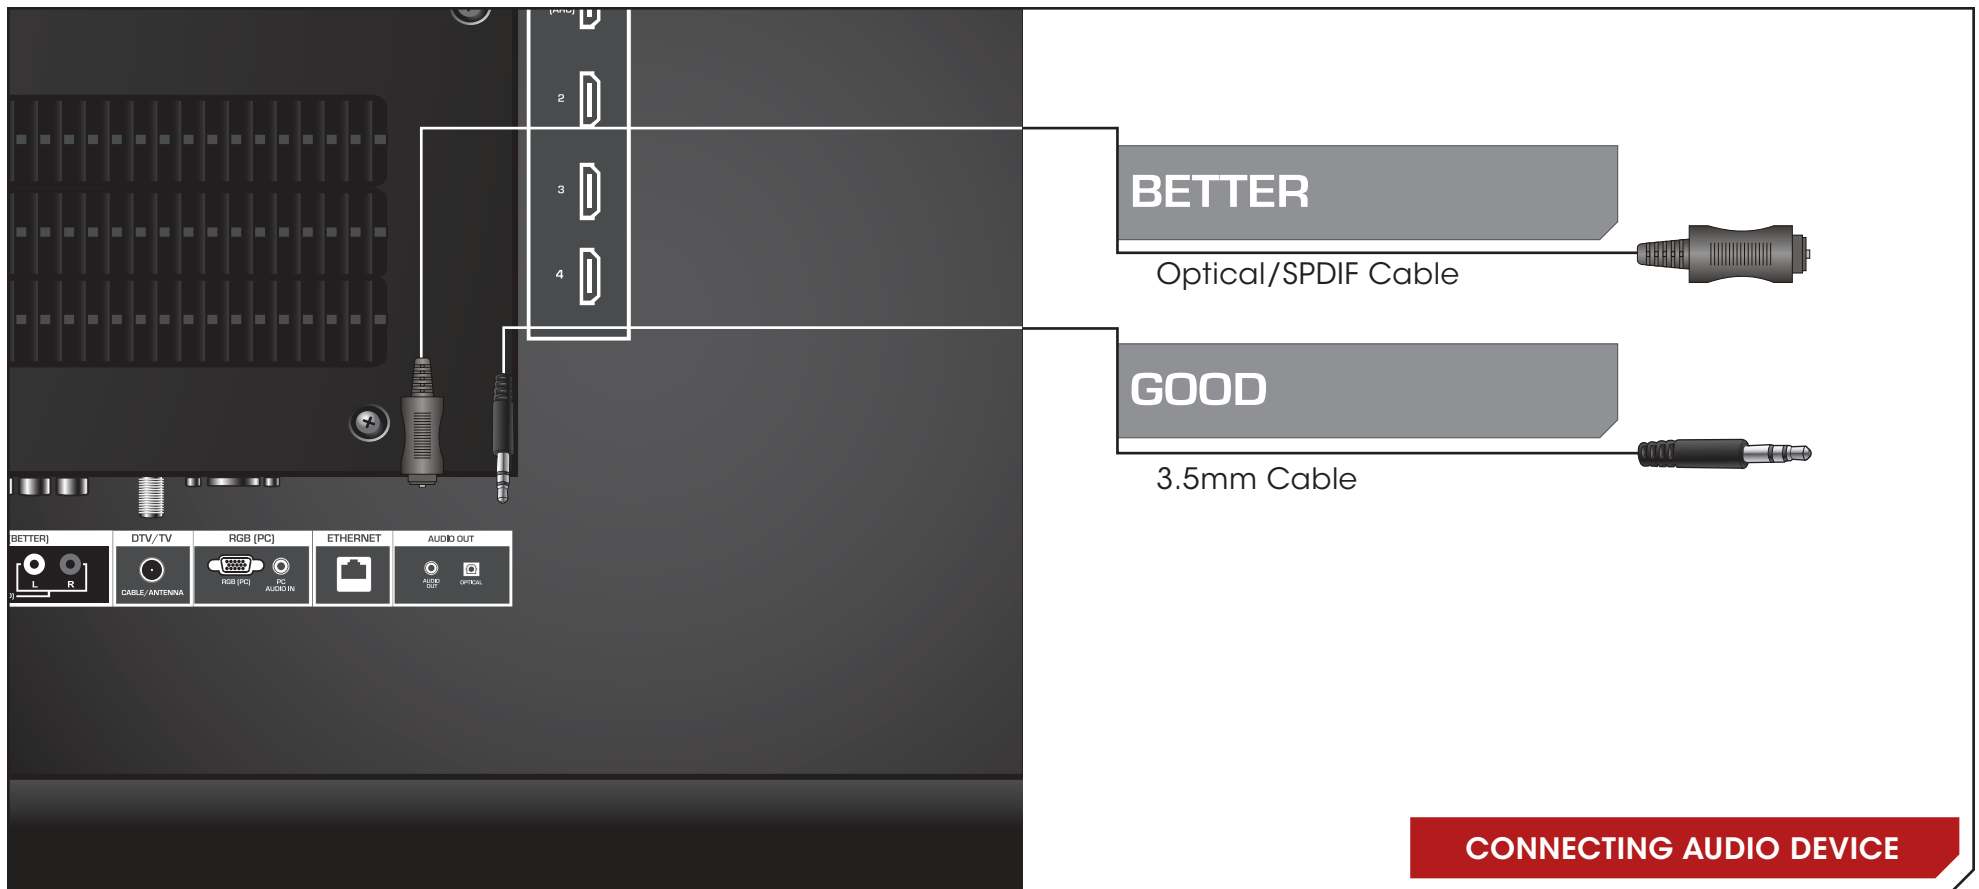 (ARC)
2
3
4
BETTER
Optical/SPDIF Cable
GOOD
3.5mm Cable
BETTER)
DTV/TV
RGB (PC)
ETHERNET
AUDIO OUT
L
R
CABLE/ANTENNA
RGB (PC)
PC
AUDIO IN
AUDIO
OUT
OPTICAL
CONNECTING AUDIO DEVICE